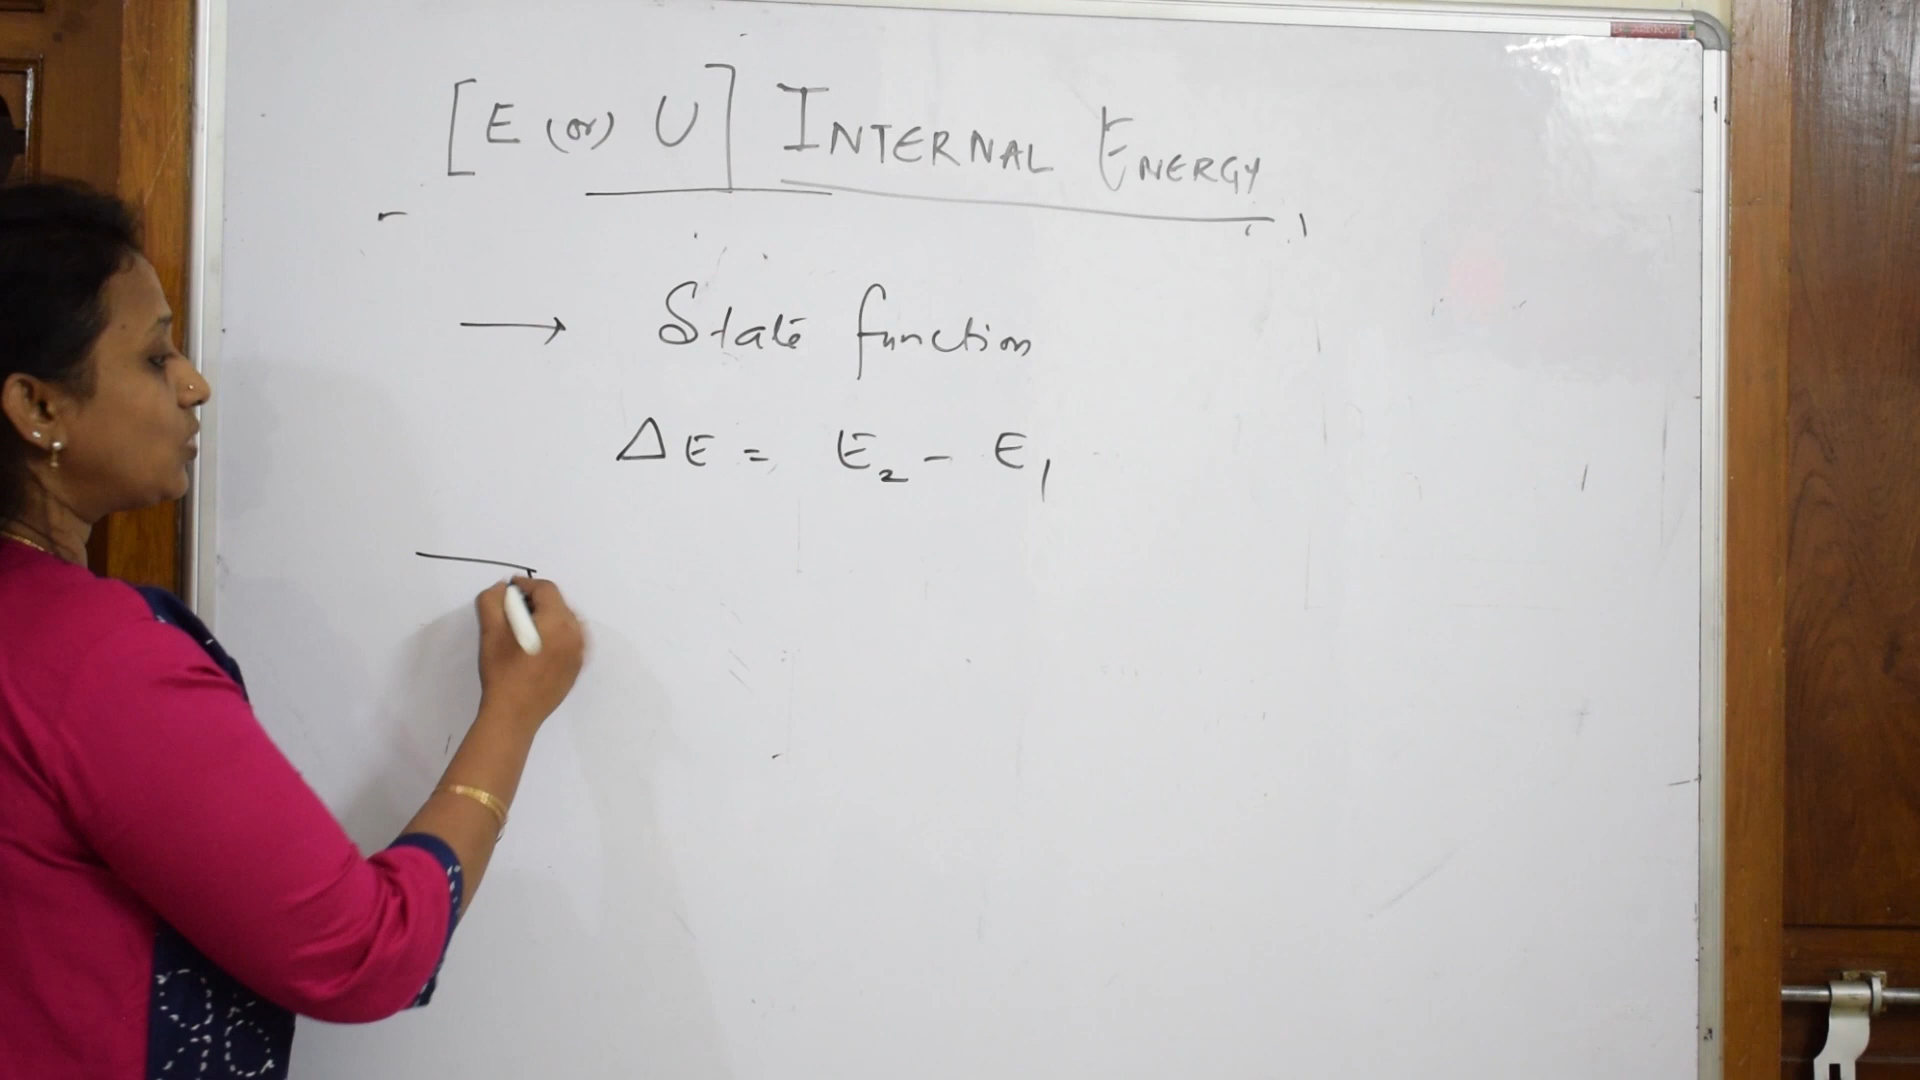 [E (or) U] INTERNAL ENERGY
→ State function
ΔE = E₂ - E₁